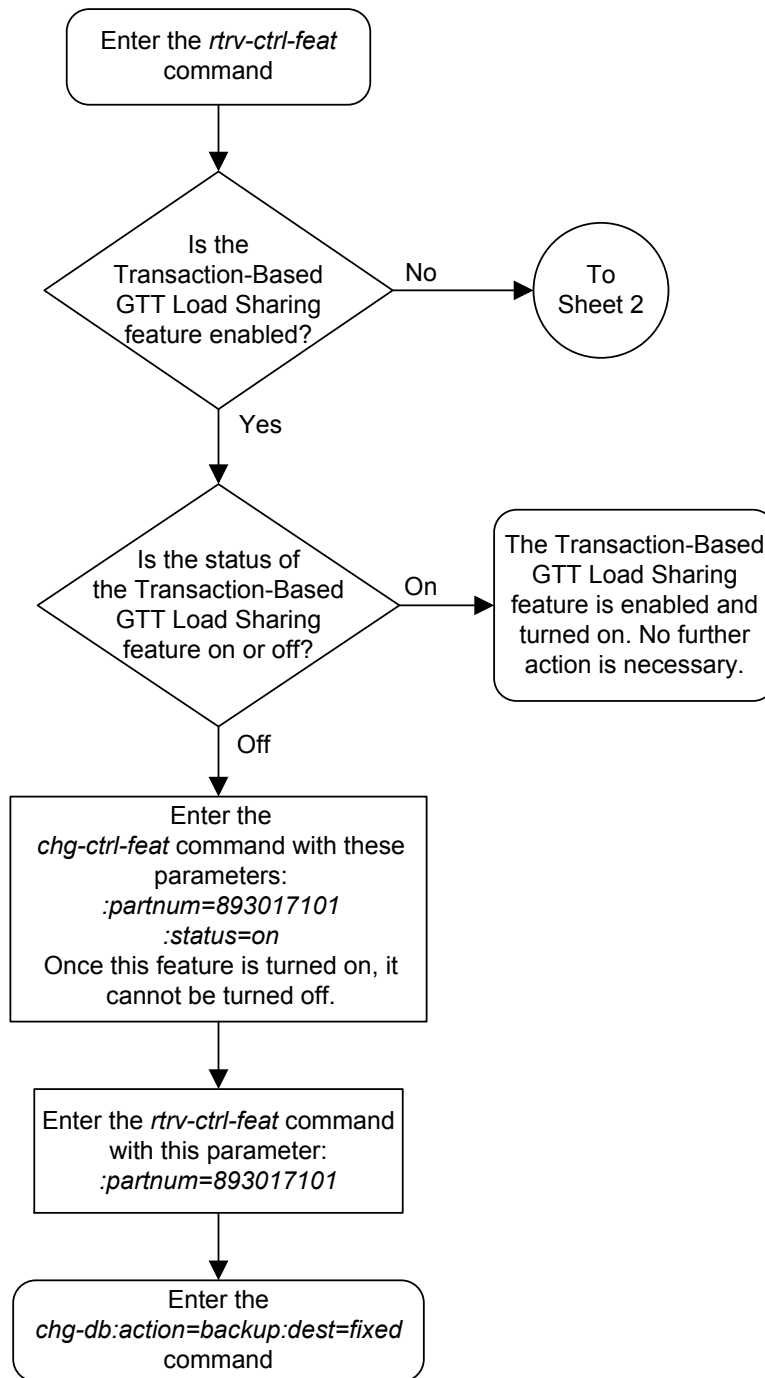 Enter the rtrv-ctrl-feat
command
Is the
Transaction-Based
GTT Load Sharing
feature enabled?
No
To
Sheet 2
Yes
Is the status of
the Transaction-Based
GTT Load Sharing
feature on or off?
On
The Transaction-Based
GTT Load Sharing
feature is enabled and
turned on. No further
action is necessary.
Off
Enter the
chg-ctrl-feat command with these
parameters:
:partnum=893017101
:status=on
Once this feature is turned on, it
cannot be turned off.
Enter the rtrv-ctrl-feat command
with this parameter:
:partnum=893017101
Enter the
chg-db:action=backup:dest=fixed
command